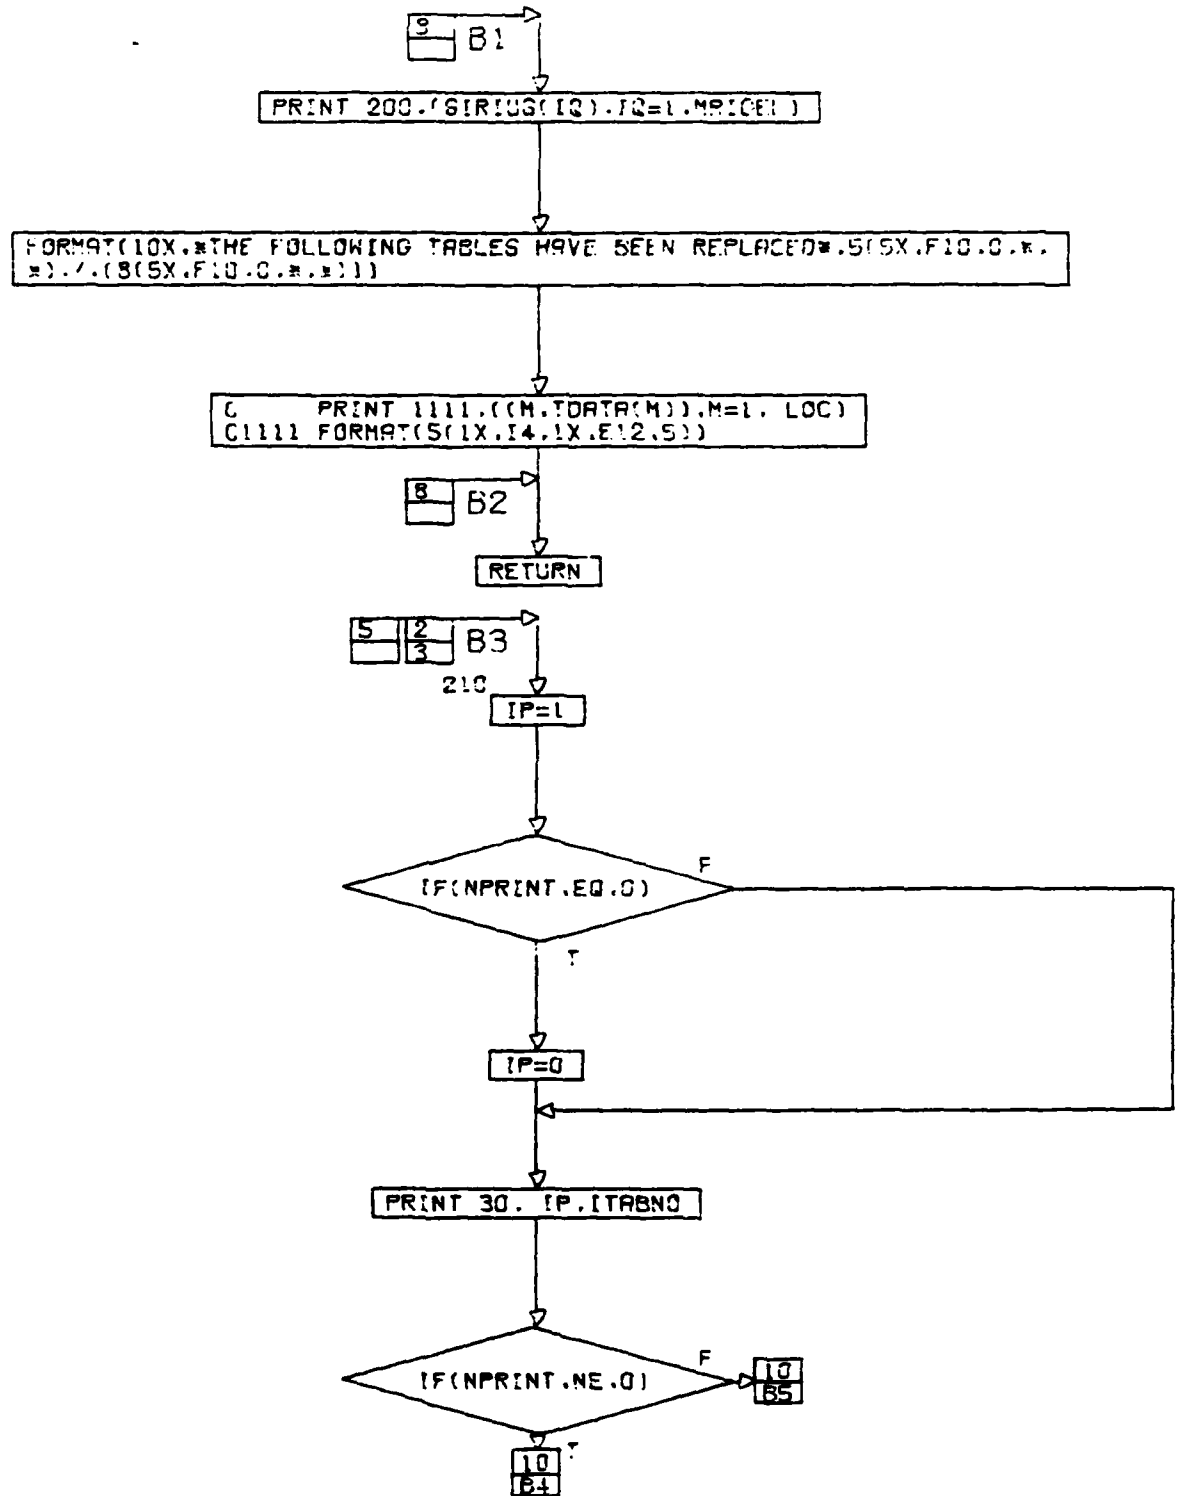 B1
PRINT 200,(SIRIUS(IQ),IQ=1,MRICEL)
FORMAT(10X,*THE FOLLOWING TABLES HAVE BEEN REPLACED*,5(5X,F10.0,*,
*),/,(8(5X,F10.0,*,*)))
C PRINT 1111,((M,TDATA(M)),M=1, LOC)
C1111 FORMAT(5(1X,I4,1X,E12.5))
8
B2
RETURN
5 2 B3
3
210
IP=1
IF(NPRINT.EQ.0)
F
T
IP=0
PRINT 30, IP,ITABNO
IF(NPRINT.NE.0)
F
10
B5
T
10
B4